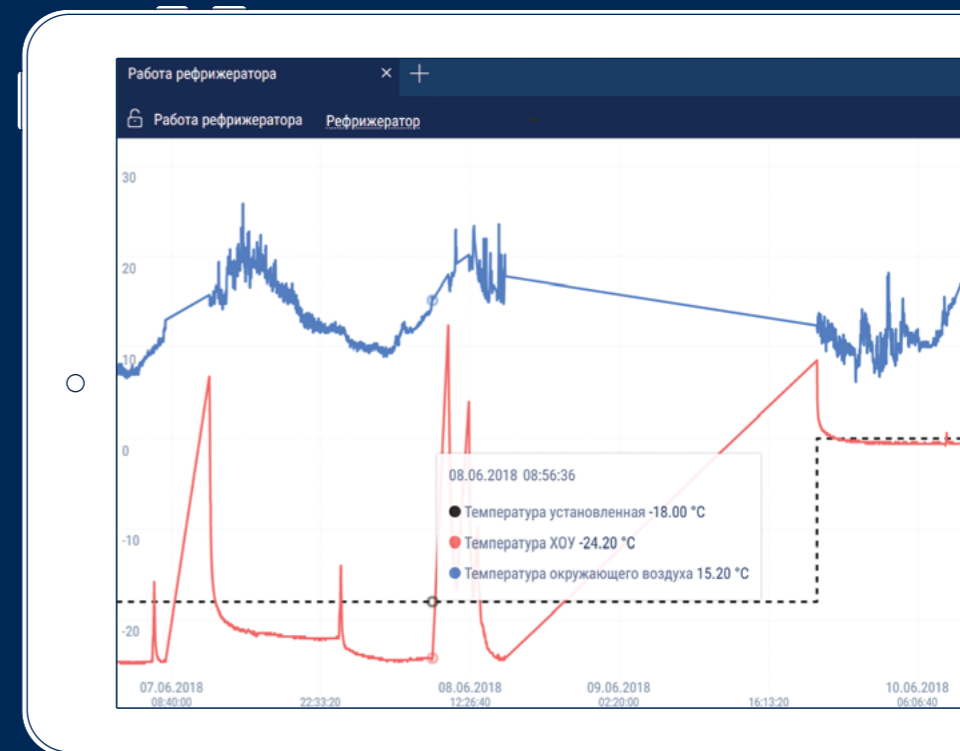 Работа рефрижератора × +
Работа рефрижератора Рефрижератор
30
20
10
0
-10
-20
08.06.2018 08:56:36
Температура установленная -18.00 °C
Температура ХОУ -24.20 °C
Температура окружающего воздуха 15.20 °C
07.06.2018 08.06.2018 09.06.2018 10.06.2018
08:40:00 22:33:20 12:26:40 02:20:00 16:13:20 06:06:40